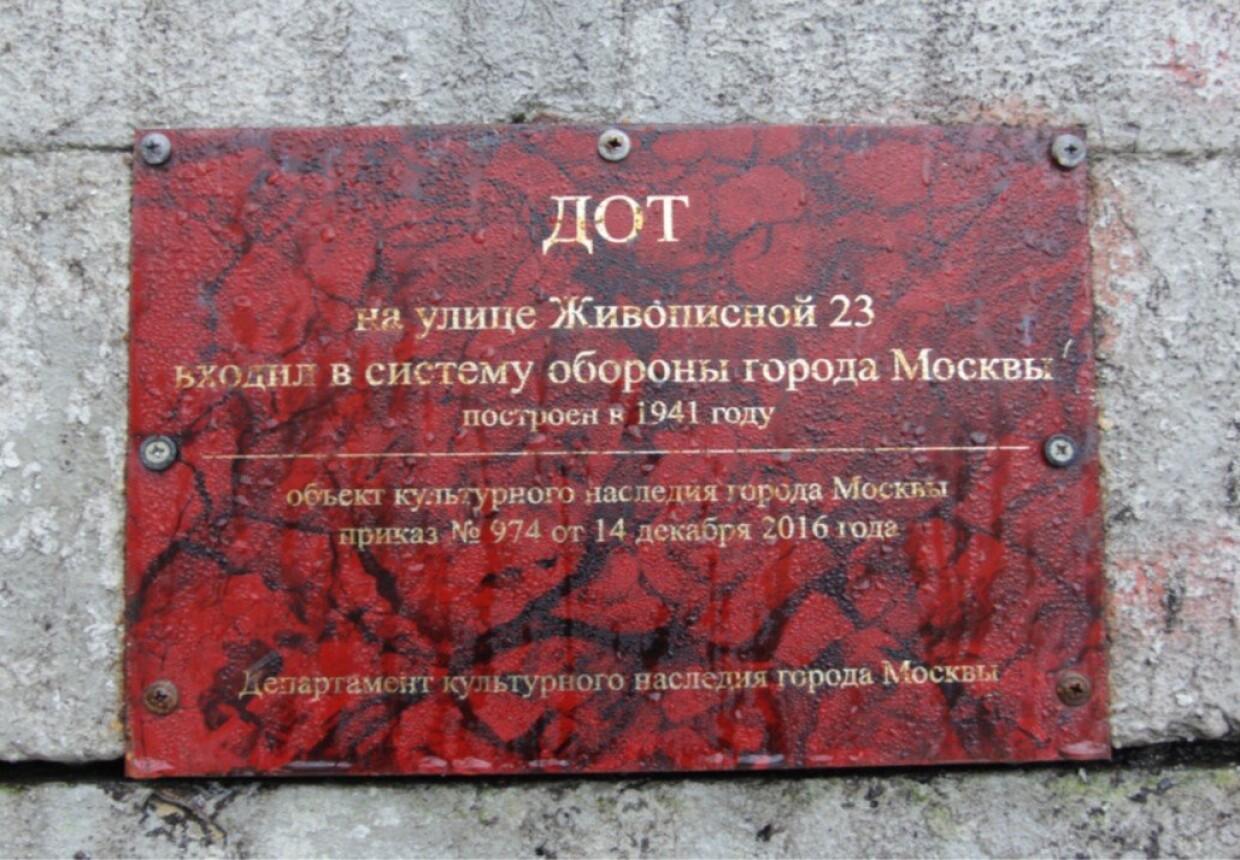 ДОТ
на улице Живописной 23
входил в систему обороны города Москвы
построен в 1941 году
объект культурного наследия города Москвы
приказ № 974 от 14 декабря 2016 года
Департамент культурного наследия города Москвы